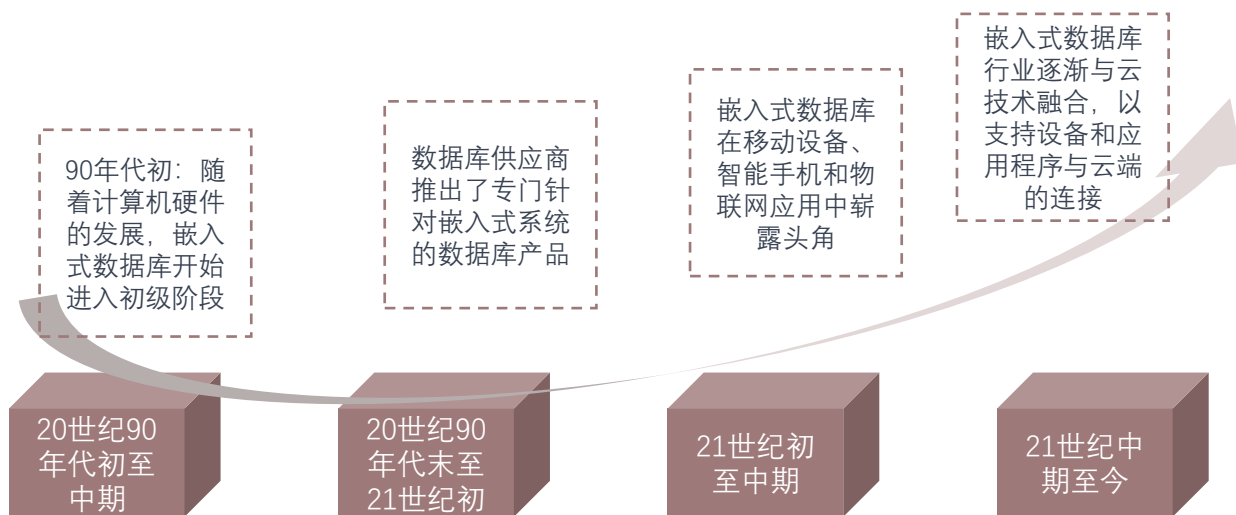 90年代初：随
着计算机硬件
的发展，嵌入
式数据库开始
进入初级阶段
数据库供应商
推出了专门针
对嵌入式系统
的数据库产品
嵌入式数据库
在移动设备、
智能手机和物
联网应用中崭
露头角
嵌入式数据库
行业逐渐与云
技术融合，以
支持设备和应
用程序与云端
的连接
20世纪90
年代初至
中期
20世纪90
年代末至
21世纪初
21世纪初
至中期
21世纪中
期至今